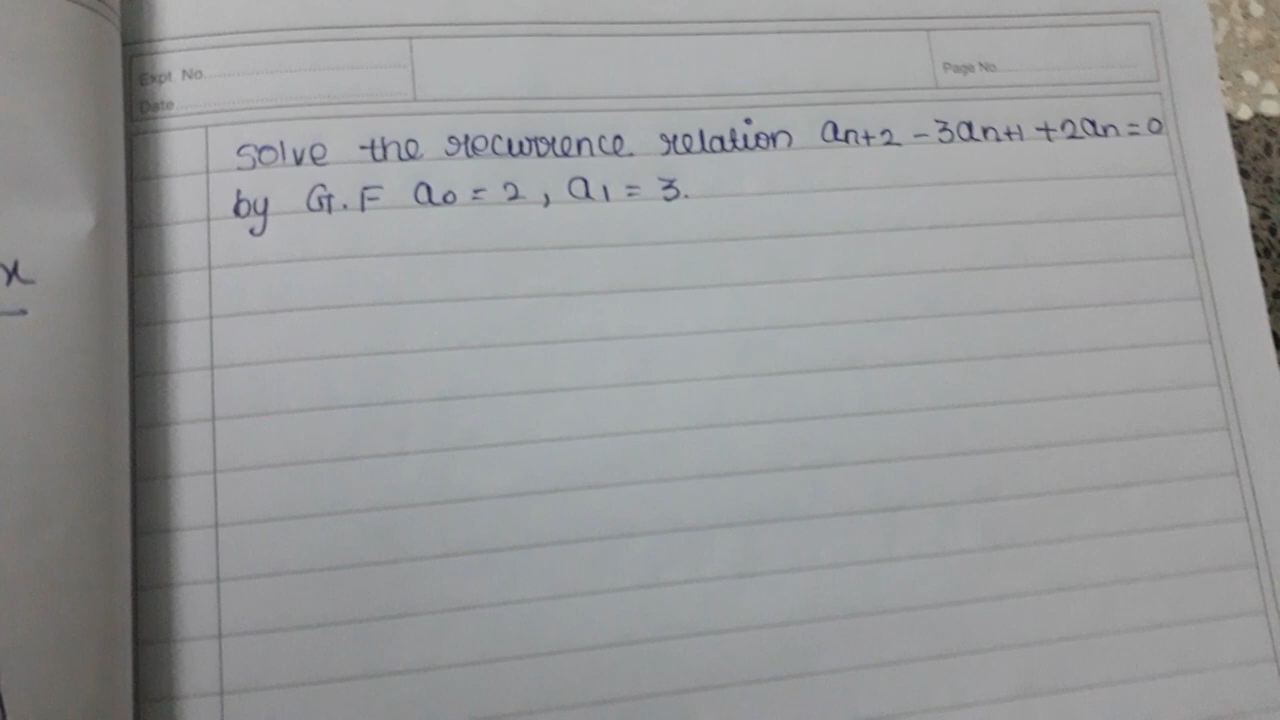 Expt. No.
Page No.
Date
solve the recurrence relation an+2 - 3an+1 + 2an = 0
by G.F a0 = 2, a1 = 3.
x